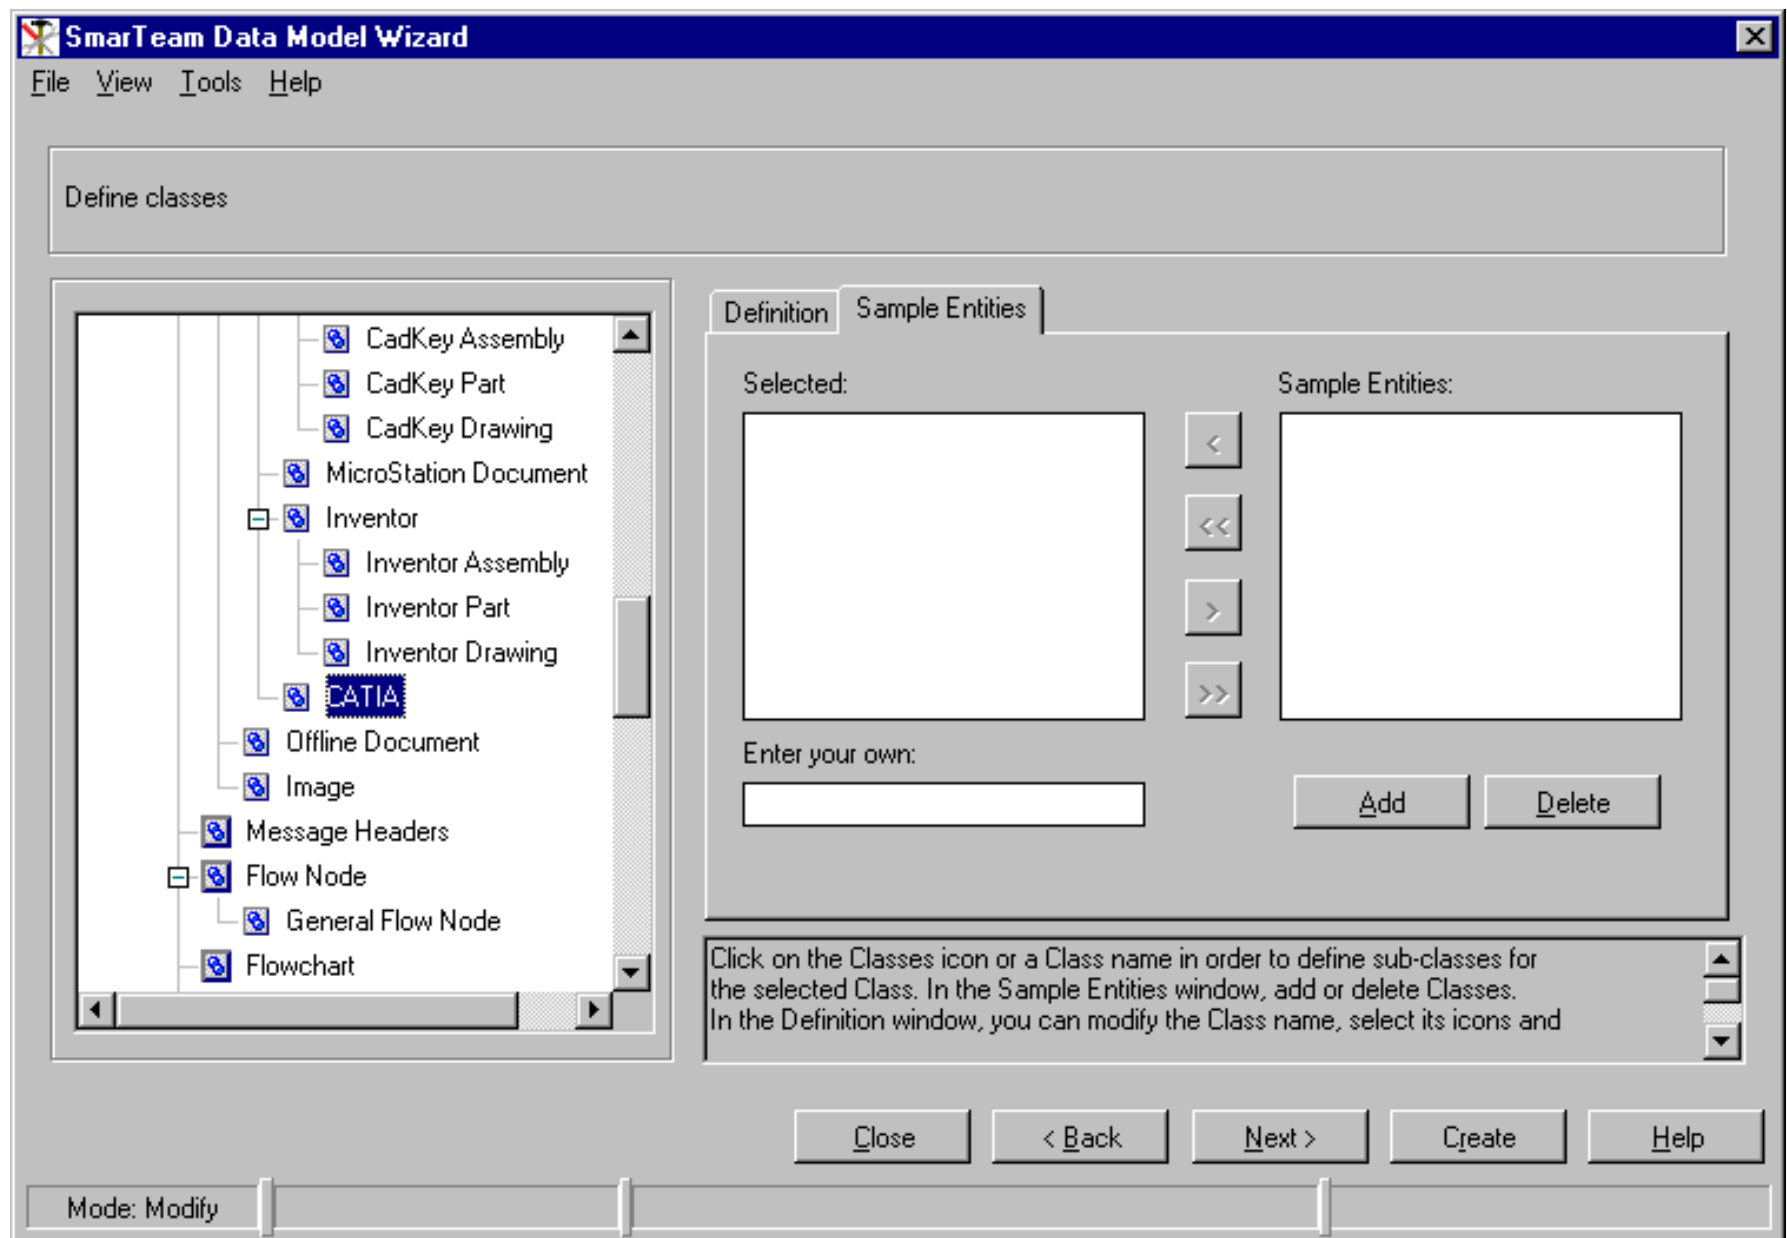 SmarTeam Data Model Wizard
File View Tools Help
Define classes
CadKey Assembly
CadKey Part
CadKey Drawing
MicroStation Document
Inventor
Inventor Assembly
Inventor Part
Inventor Drawing
CATIA
Offline Document
Image
Message Headers
Flow Node
General Flow Node
Flowchart
Definition
Sample Entities
Selected:
Sample Entities:
<
<<
>
>>
Enter your own:
Add
Delete
Click on the Classes icon or a Class name in order to define sub-classes for
the selected Class. In the Sample Entities window, add or delete Classes.
In the Definition window, you can modify the Class name, select its icons and
Close
< Back
Next >
Create
Help
Mode: Modify